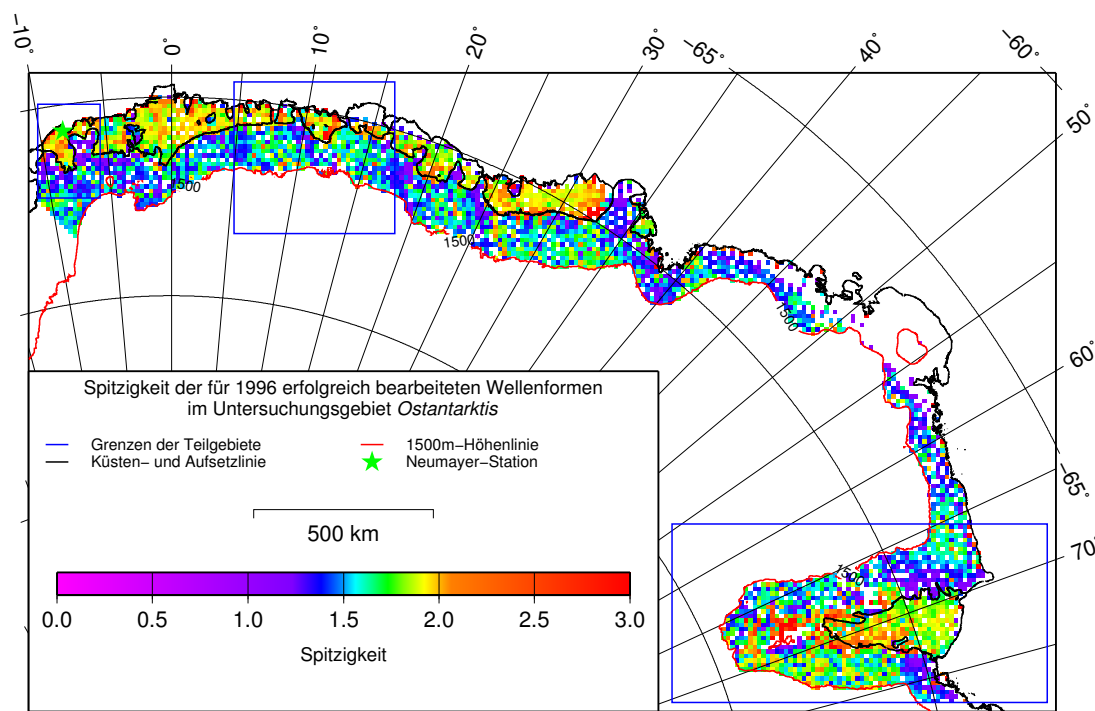 −10˚
0˚
10˚
20˚
30˚
−65˚
40˚
−60˚
50˚
60˚
−65˚
70˚
1500
1500
1500
1500
Spitzigkeit der für 1996 erfolgreich bearbeiteten Wellenformen
im Untersuchungsgebiet Ostantarktis
Grenzen der Teilgebiete
1500m−Höhenlinie
Küsten− und Aufsetzlinie
Neumayer−Station
500 km
0.0 0.5 1.0 1.5 2.0 2.5 3.0
Spitzigkeit